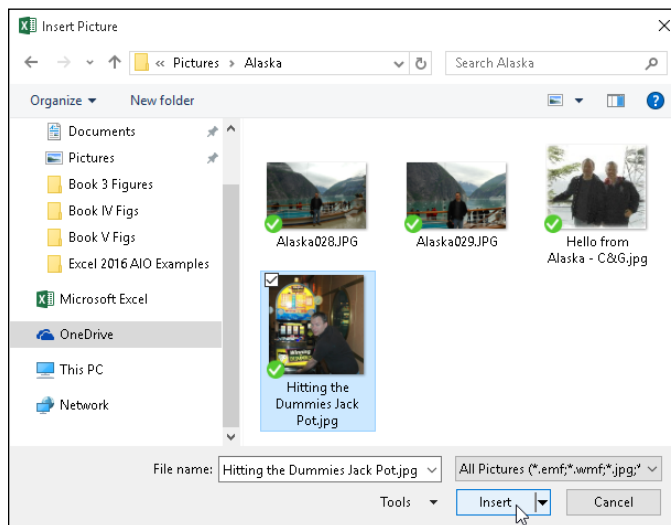 Insert Picture
« Pictures > Alaska
Search Alaska
Organize
New folder
Documents
Pictures
Book 3 Figures
Book IV Figs
Book V Figs
Excel 2016 AIO Examples
Microsoft Excel
OneDrive
This PC
Network
Alaska028.JPG
Alaska029.JPG
Hello from
Alaska - C&G.jpg
Hitting the
Dummies Jack
Pot.jpg
File name:
Hitting the Dummies Jack Pot.jpg
All Pictures (*.emf;*.wmf;*.jpg;*
Tools
Insert
Cancel